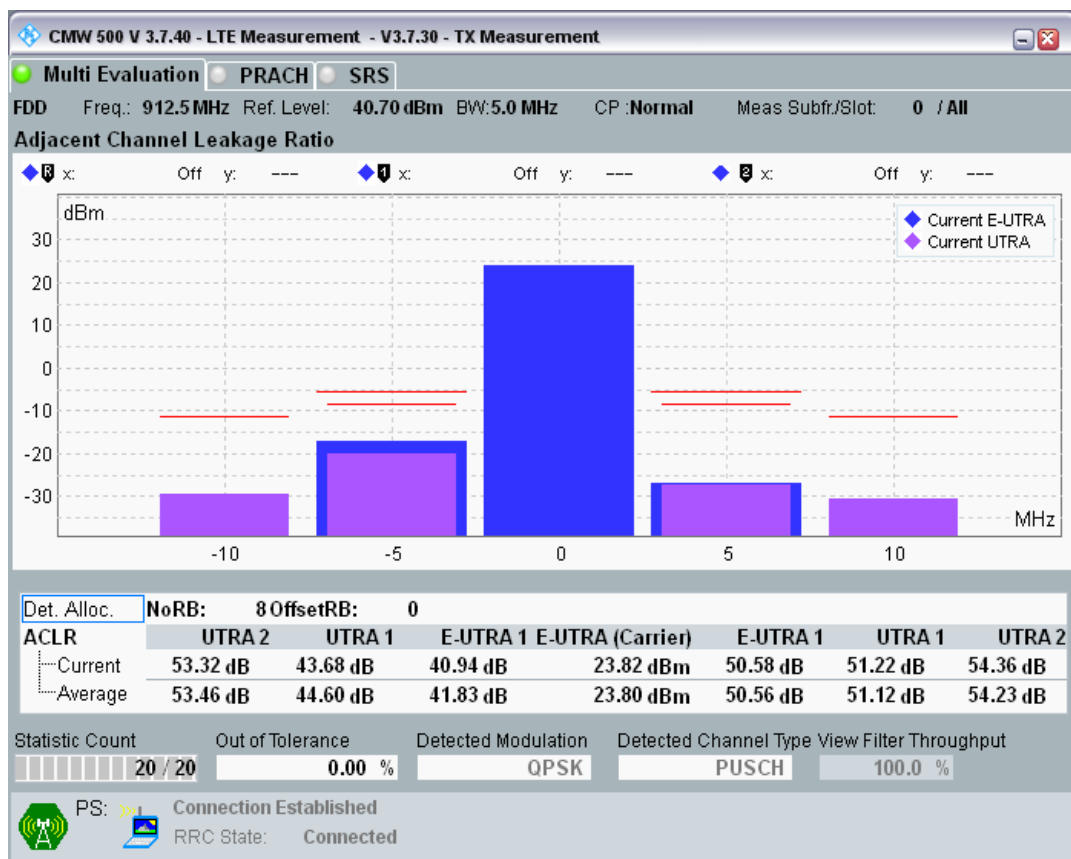 CMW 500 V 3.7.40 - LTE Measurement - V3.7.30 - TX Measurement
Multi Evaluation PRACH SRS
FDD Freq.: 912.5 MHz Ref. Level: 40.70 dBm BW:5.0 MHz CP :Normal Meas Subfr./Slot: 0 / All
Adjacent Channel Leakage Ratio
R x: Off y: --- 1 x: Off y: --- 2 x: Off y: ---
dBm
Current E-UTRA
Current UTRA
30
20
10
0
-10
-20
-30
MHz
-10 -5 0 5 10
Det. Alloc. NoRB: 8 OffsetRB: 0
ACLR UTRA 2 UTRA 1 E-UTRA 1 E-UTRA (Carrier) E-UTRA 1 UTRA 1 UTRA 2
Current 53.32 dB 43.68 dB 40.94 dB 23.82 dBm 50.58 dB 51.22 dB 54.36 dB
Average 53.46 dB 44.60 dB 41.83 dB 23.80 dBm 50.56 dB 51.12 dB 54.23 dB
Statistic Count Out of Tolerance Detected Modulation Detected Channel Type View Filter Throughput
20 / 20 0.00 % QPSK PUSCH 100.0 %
PS: Connection Established
RRC State: Connected